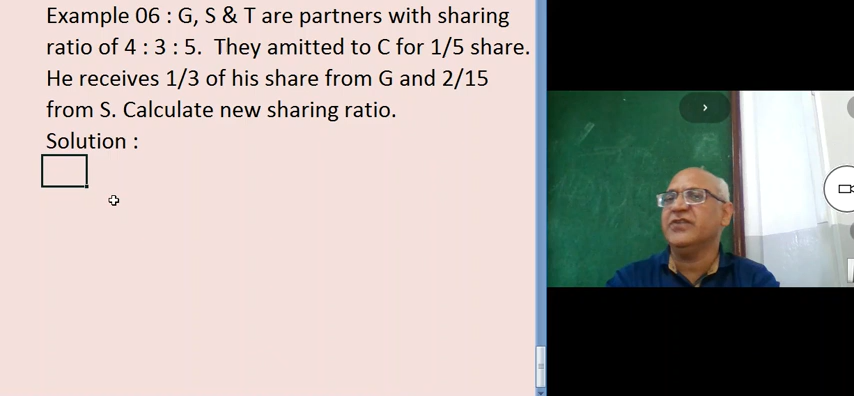 Example 06 : G, S & T are partners with sharing
ratio of 4 : 3 : 5. They amitted to C for 1/5 share.
He receives 1/3 of his share from G and 2/15
from S. Calculate new sharing ratio.
Solution :